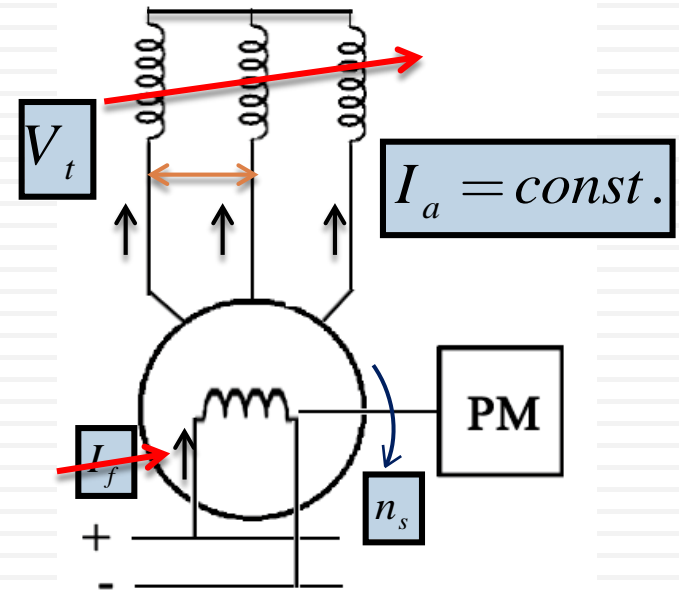 V_t
I_a = const.
PM
I_f
n_s
+
-